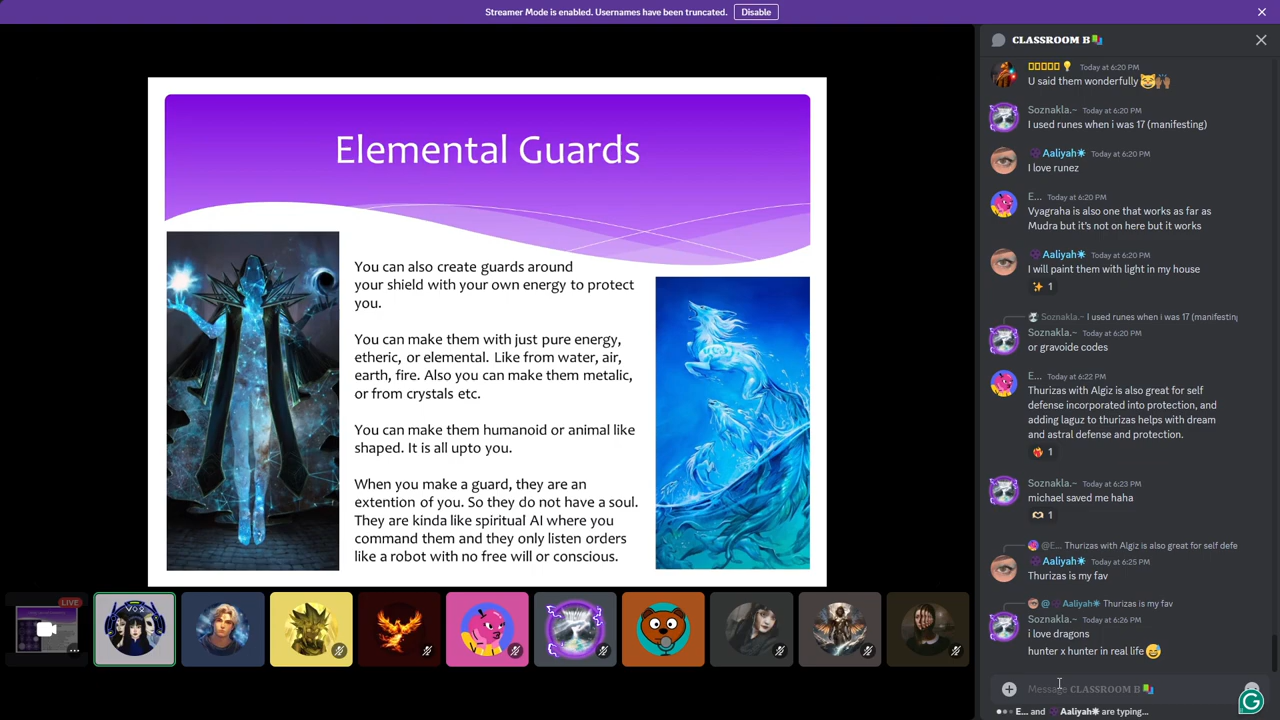 Streamer Mode is enabled. Usernames have been truncated. Disable
CLASSROOM B
Elemental Guards
You can also create guards around
your shield with your own energy to protect
you.
You can make them with just pure energy,
etheric, or elemental. Like from water, air,
earth, fire. Also you can make them metalic,
or from crystals etc.
You can make them humanoid or animal like
shaped. It is all upto you.
When you make a guard, they are an
extention of you. So they do not have a soul.
They are kinda like spiritual AI where you
command them and they only listen orders
like a robot with no free will or conscious.
LIVE
VOX
Today at 6:20 PM
U said them wonderfully 😹🙌🏾
Soznakla.~ Today at 6:20 PM
I used runes when i was 17 (manifesting)
Aaliyah Today at 6:20 PM
I love runez
E... Today at 6:20 PM
Vyagraha is also one that works as far as
Mudra but it's not on here but it works
Aaliyah Today at 6:20 PM
I will paint them with light in my house
✨ 1
Soznakla.~ I used runes when i was 17 (manifesting
Soznakla.~ Today at 6:20 PM
or gravoide codes
E... Today at 6:22 PM
Thurizas with Algiz is also great for self
defense incorporated into protection, and
adding laguz to thurizas helps with dream
and astral defense and protection.
1
Soznakla.~ Today at 6:23 PM
michael saved me haha
1
@E... Thurizas with Algiz is also great for self defe
Aaliyah Today at 6:25 PM
Thurizas is my fav
@ Aaliyah Thurizas is my fav
Soznakla.~ Today at 6:26 PM
i love dragons
hunter x hunter in real life 😅
Message CLASSROOM B
E... and Aaliyah are typing...